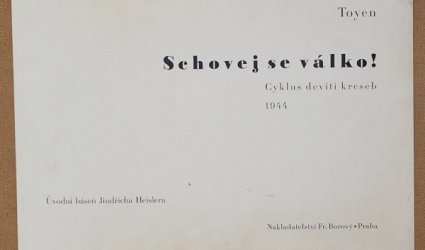 Toyen
Schovej se válko!
Cyklus devíti kreseb
1944
Úvodní báseň Jindřicha Heislera
Nakladatelství Fr. Borový • Praha